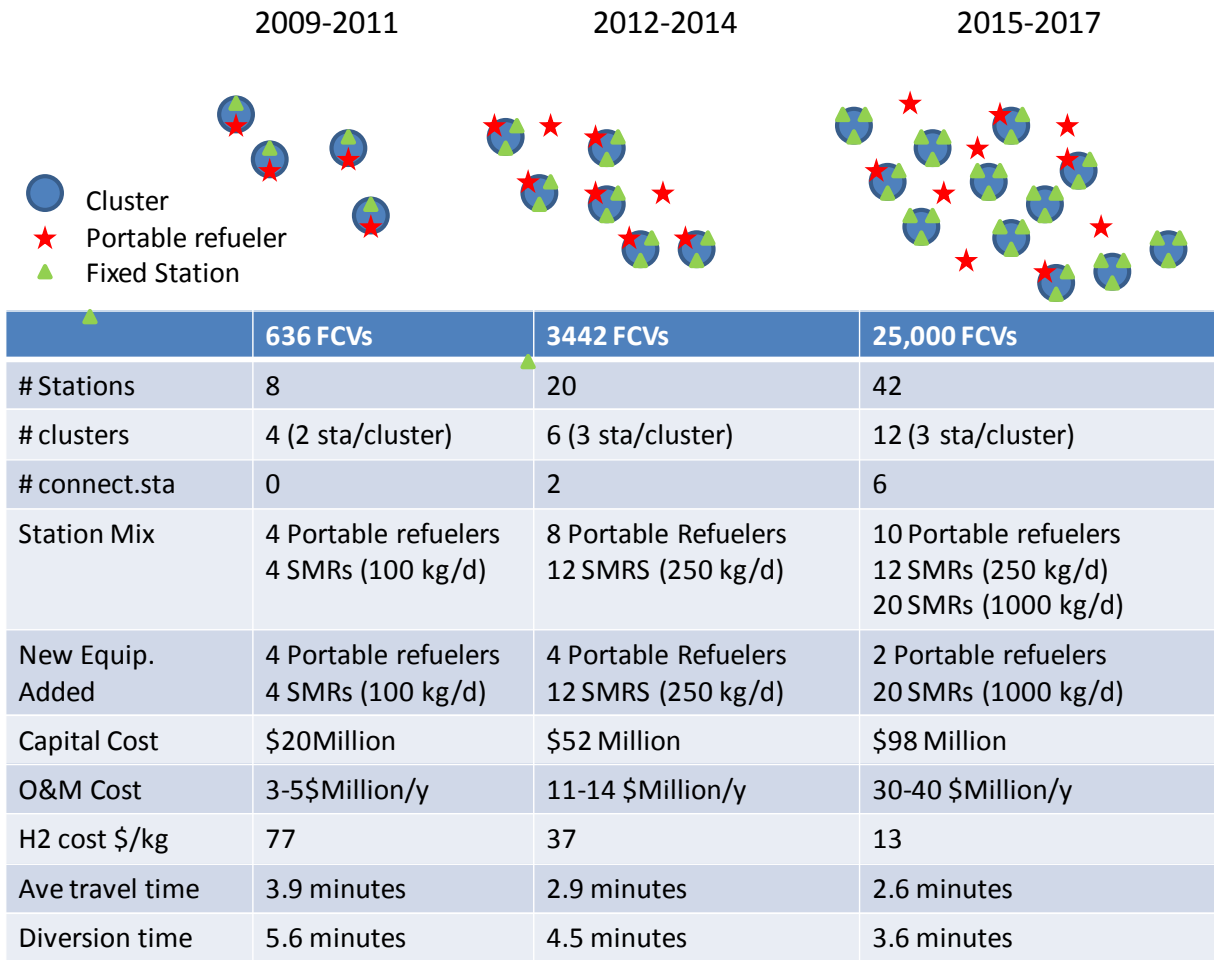 2009-2011 2012-2014 2015-2017
Cluster
Portable refueler
Fixed Station
636 FCVs 3442 FCVs 25,000 FCVs
# Stations 8 20 42
# clusters 4 (2 sta/cluster) 6 (3 sta/cluster) 12 (3 sta/cluster)
# connect.sta 0 2 6
Station Mix 4 Portable refuelers 8 Portable Refuelers 10 Portable refuelers
4 SMRs (100 kg/d) 12 SMRS (250 kg/d) 12 SMRs (250 kg/d)
20 SMRs (1000 kg/d)
New Equip. 4 Portable refuelers 4 Portable Refuelers 2 Portable refuelers
Added 4 SMRs (100 kg/d) 12 SMRS (250 kg/d) 20 SMRs (1000 kg/d)
Capital Cost $20Million $52 Million $98 Million
O&M Cost 3-5$Million/y 11-14 $Million/y 30-40 $Million/y
H2 cost $/kg 77 37 13
Ave travel time 3.9 minutes 2.9 minutes 2.6 minutes
Diversion time 5.6 minutes 4.5 minutes 3.6 minutes